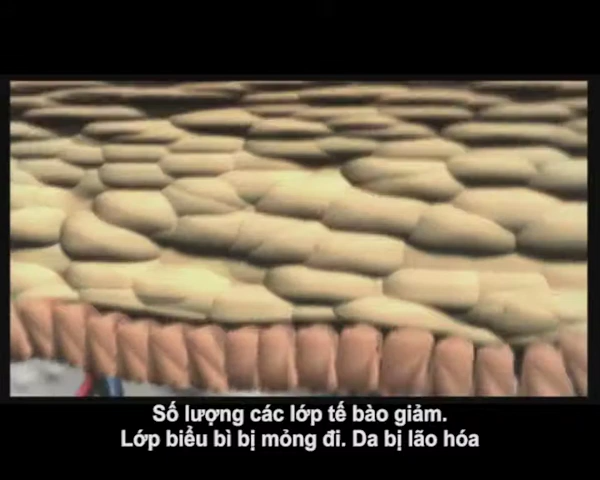 Số lượng các lớp tế bào giảm.
Lớp biểu bì bị mỏng đi. Da bị lão hóa